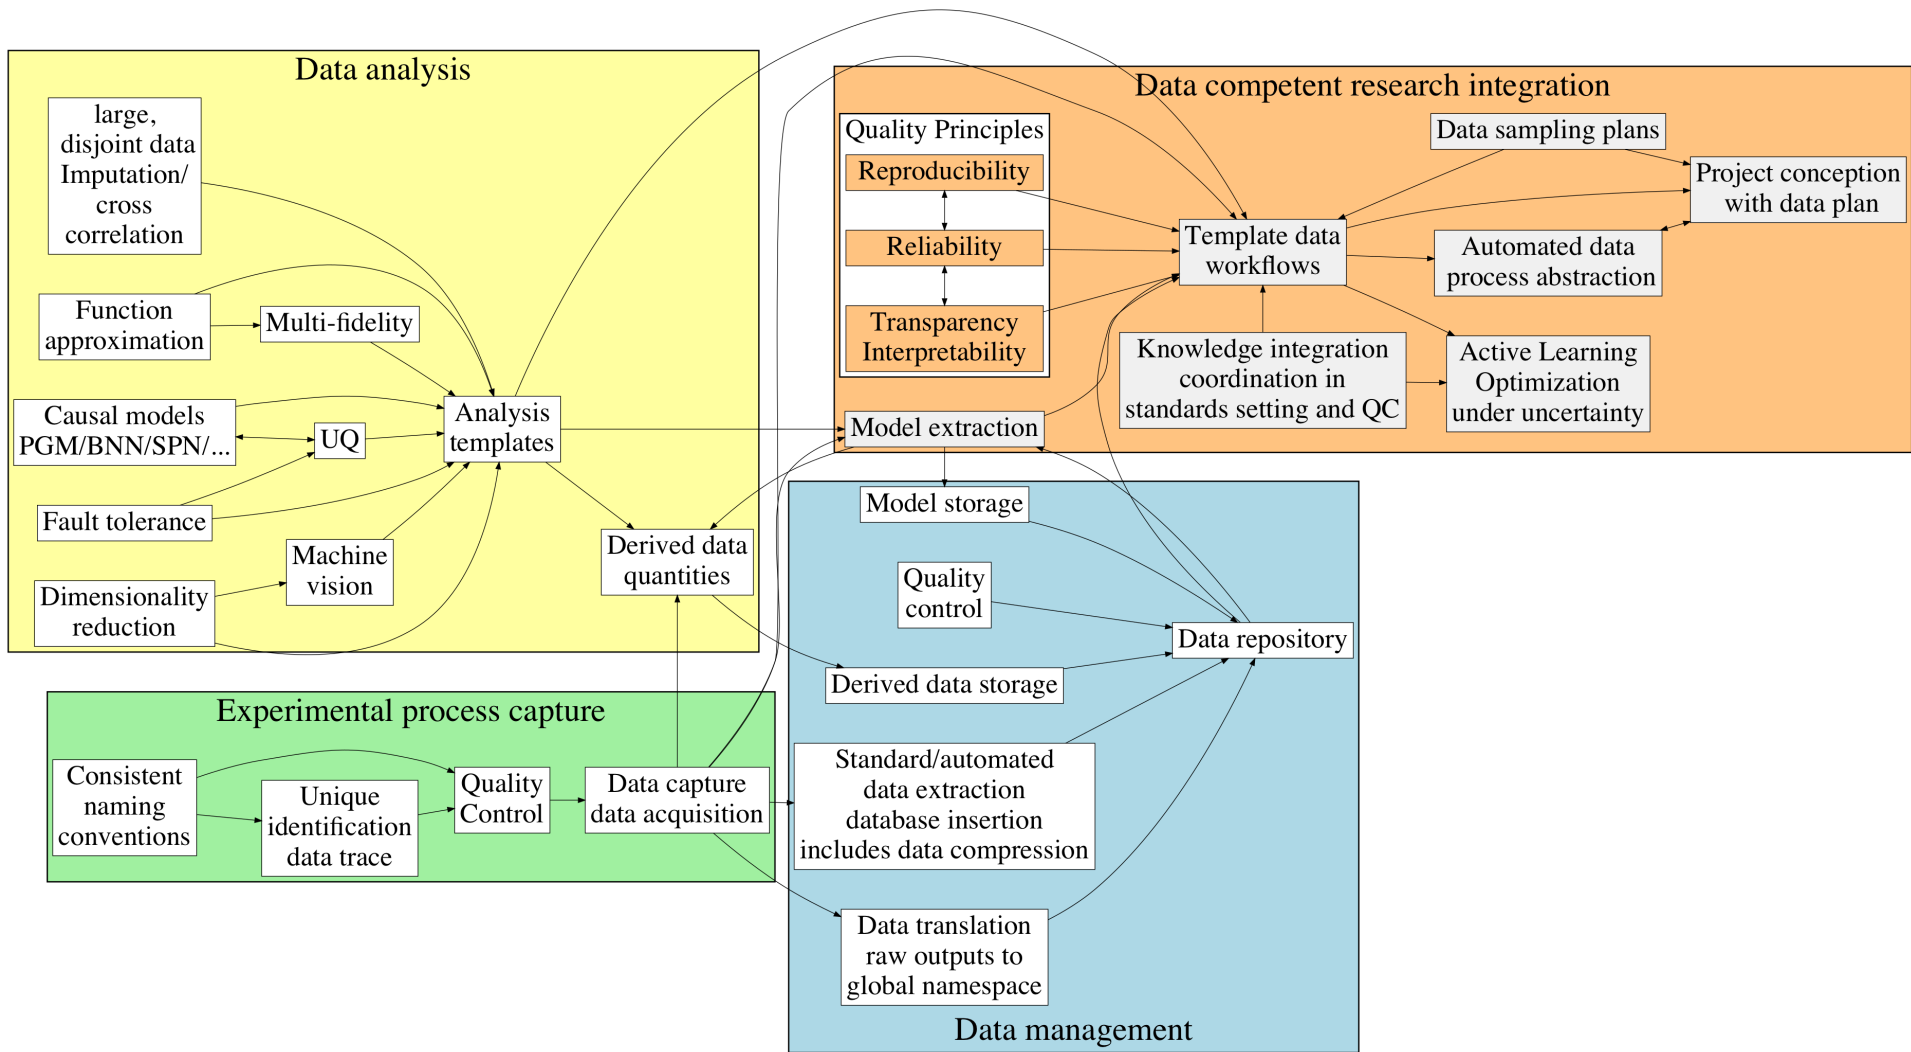 Data analysis
large,
disjoint data
Imputation/
cross
correlation
Function
approximation
Multi-fidelity
Causal models
PGM/BNN/SPN/...
UQ
Analysis
templates
Fault tolerance
Machine
vision
Dimensionality
reduction
Derived data
quantities
Experimental process capture
Consistent
naming
conventions
Unique
identification
data trace
Quality
Control
Data capture
data acquisition
Data competent research integration
Quality Principles
Reproducibility
Reliability
Transparency
Interpretability
Data sampling plans
Project conception
with data plan
Template data
workflows
Automated data
process abstraction
Knowledge integration
coordination in
standards setting and QC
Active Learning
Optimization
under uncertainty
Model extraction
Model storage
Quality
control
Data repository
Derived data storage
Standard/automated
data extraction
database insertion
includes data compression
Data translation
raw outputs to
global namespace
Data management